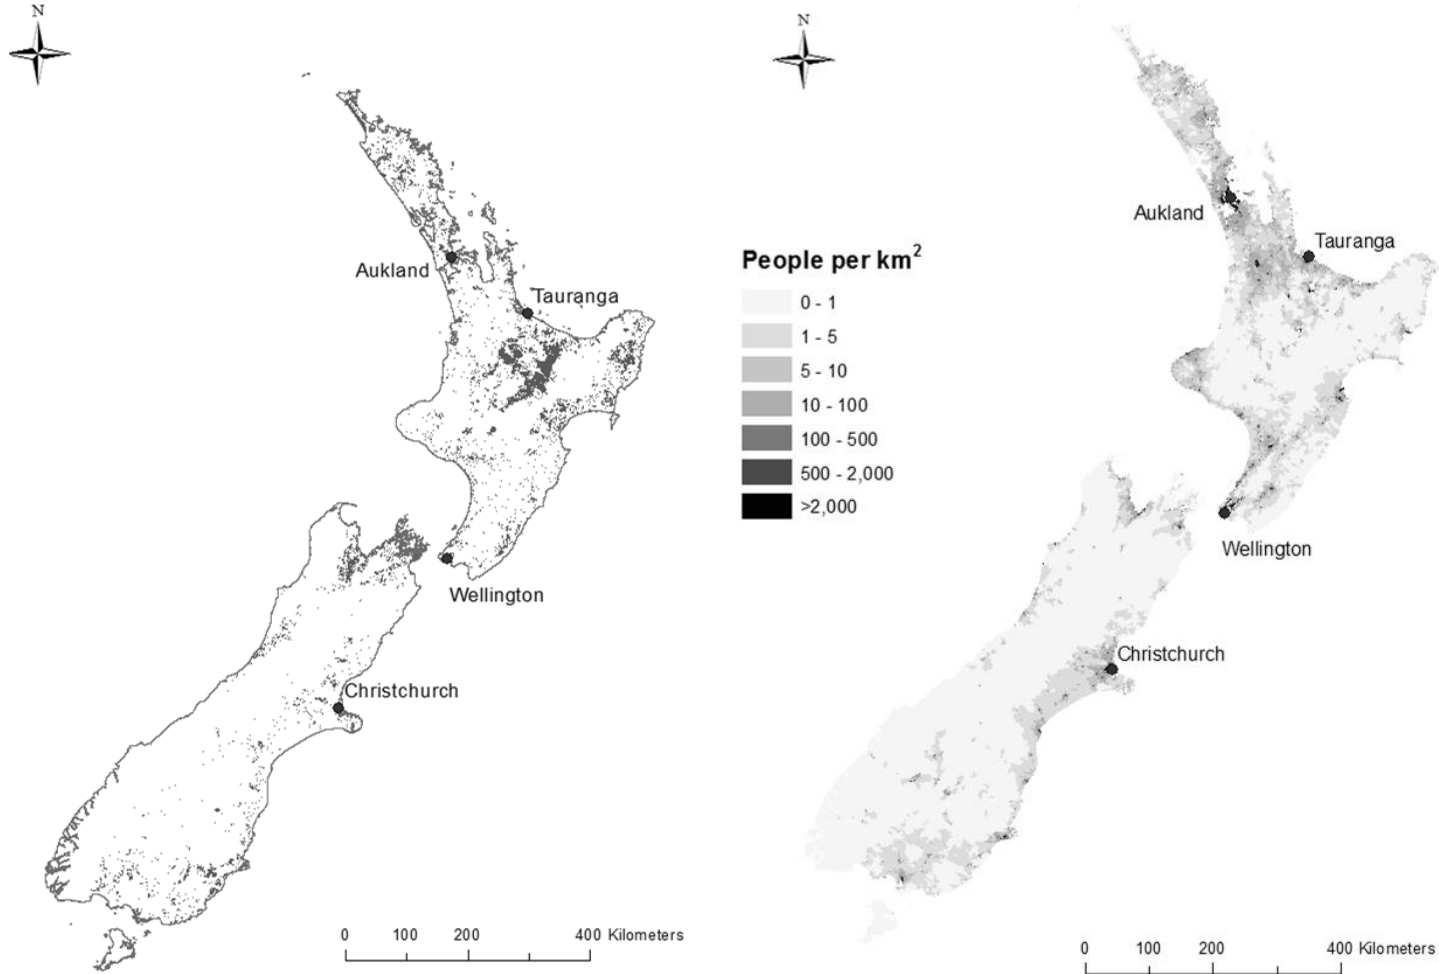 N
Aukland
Tauranga
Wellington
Christchurch
0 100 200 400 Kilometers
N
Aukland
Tauranga
People per km²
0 - 1
1 - 5
5 - 10
10 - 100
100 - 500
500 - 2,000
>2,000
Wellington
Christchurch
0 100 200 400 Kilometers